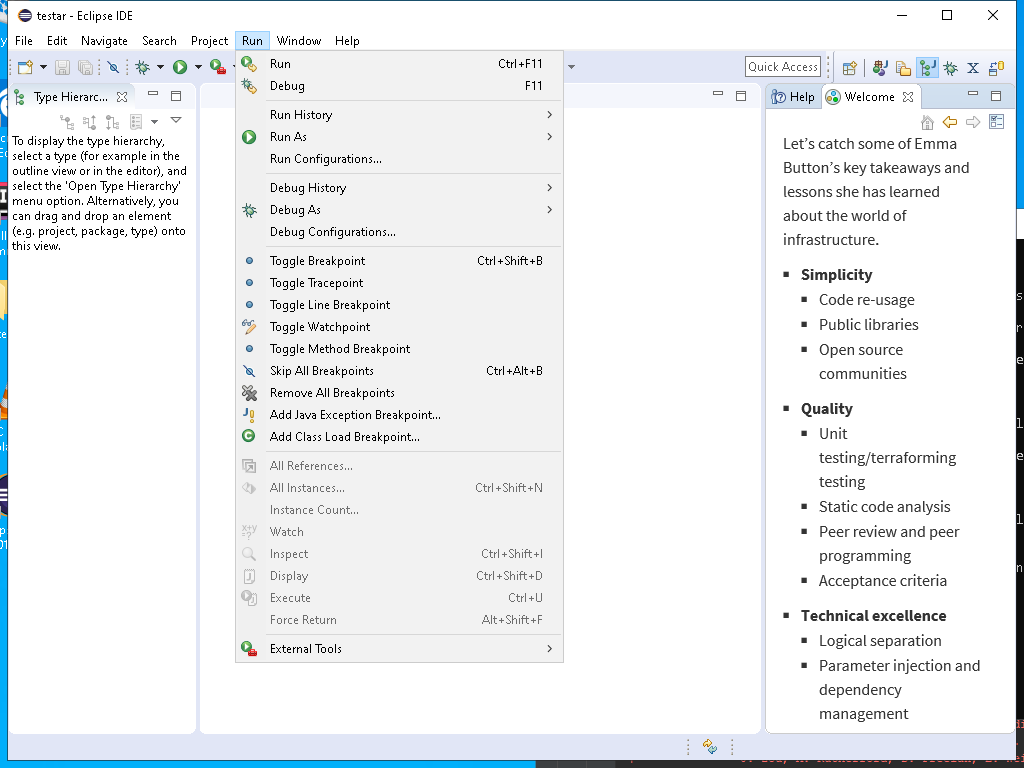 testar - Eclipse IDE
File Edit Navigate Search Project Run Window Help
Quick Access
Type Hierarc...
To display the type hierarchy,
select a type (for example in the
outline view or in the editor), and
select the 'Open Type Hierarchy'
menu option. Alternatively, you
can drag and drop an element
(e.g. project, package, type) onto
this view.
Run Ctrl+F11
Debug F11
Run History
Run As
Run Configurations...
Debug History
Debug As
Debug Configurations...
Toggle Breakpoint Ctrl+Shift+B
Toggle Tracepoint
Toggle Line Breakpoint
Toggle Watchpoint
Toggle Method Breakpoint
Skip All Breakpoints Ctrl+Alt+B
Remove All Breakpoints
Add Java Exception Breakpoint...
Add Class Load Breakpoint...
All References...
All Instances... Ctrl+Shift+N
Instance Count...
Watch
Inspect Ctrl+Shift+I
Display Ctrl+Shift+D
Execute Ctrl+U
Force Return Alt+Shift+F
External Tools
Help Welcome
Let’s catch some of Emma
Button’s key takeaways and
lessons she has learned
about the world of
infrastructure.
Simplicity
Code re-usage
Public libraries
Open source
communities
Quality
Unit
testing/terraforming
testing
Static code analysis
Peer review and peer
programming
Acceptance criteria
Technical excellence
Logical separation
Parameter injection and
dependency
management